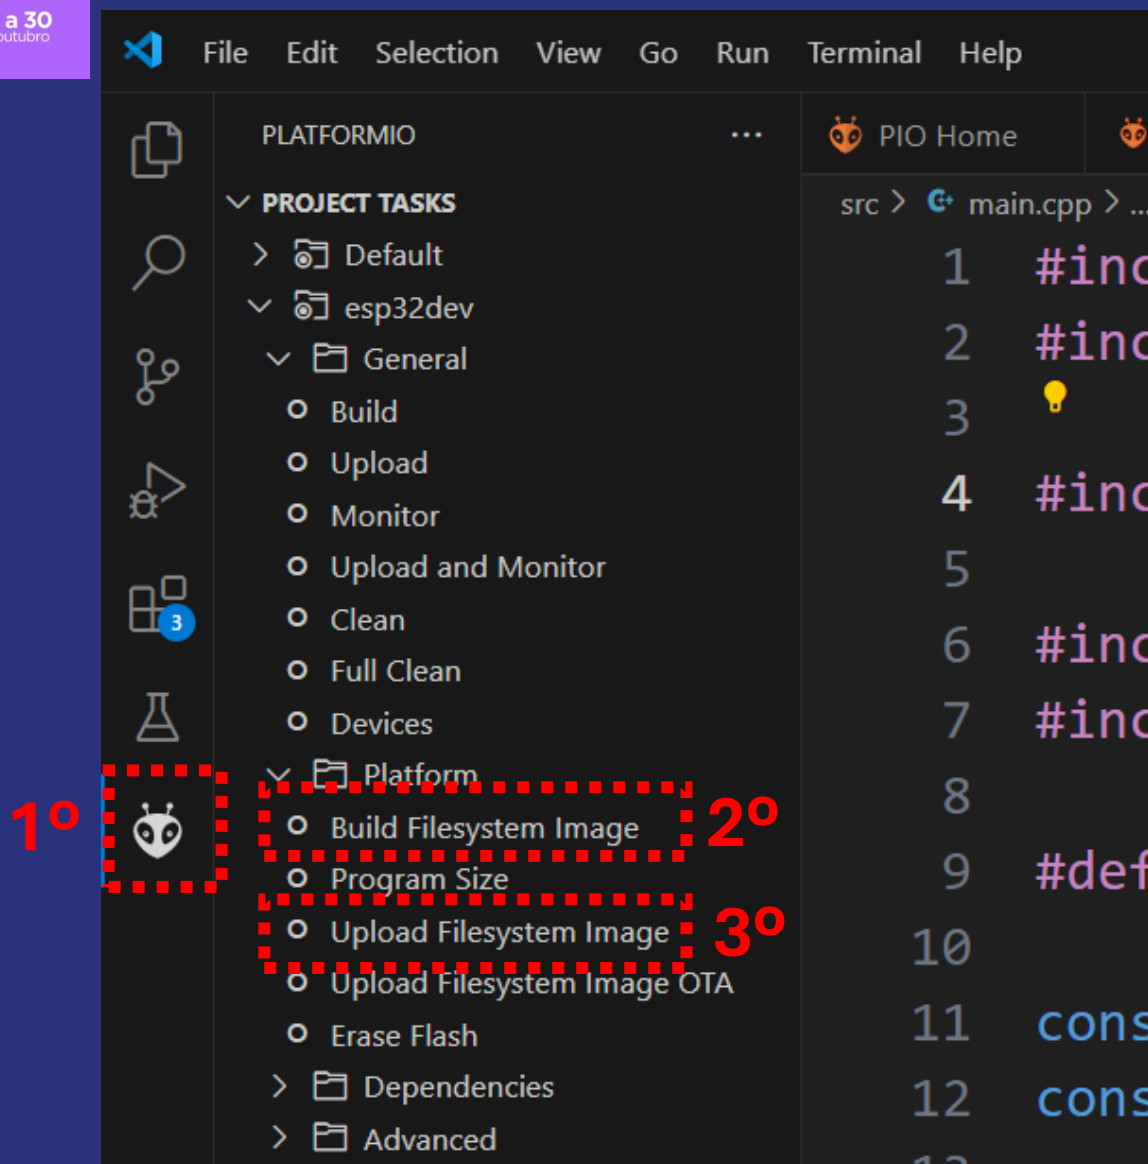 a 30
outubro
File Edit Selection View Go Run Terminal Help
PLATFORMIO ...
PIO Home
PROJECT TASKS
Default
esp32dev
General
Build
Upload
Monitor
Upload and Monitor
Clean
Full Clean
Devices
3
Platform
Build Filesystem Image
Program Size
Upload Filesystem Image
Upload Filesystem Image OTA
Erase Flash
Dependencies
Advanced
1º
2º
3º
src > main.cpp > ...
1 #inc
2 #inc
3
4 #inc
5
6 #inc
7 #inc
8
9 #def
10
11 cons
12 cons
13